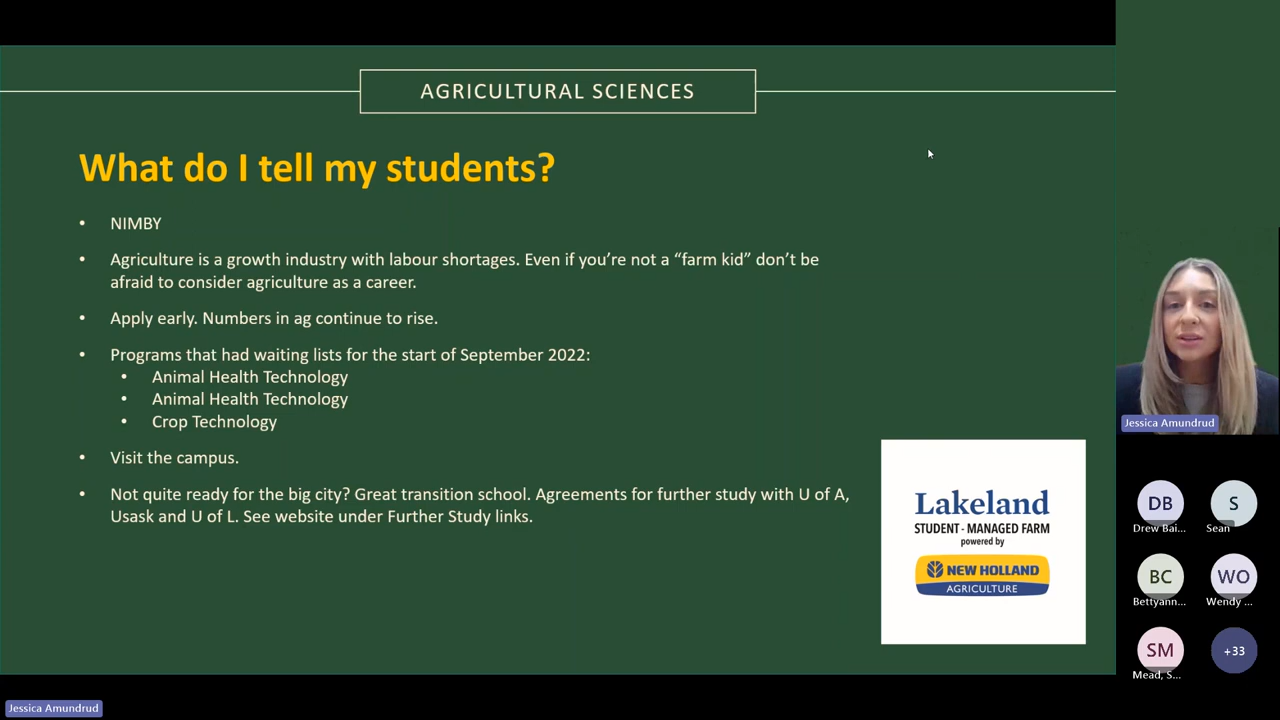 AGRICULTURAL SCIENCES
What do I tell my students?
• NIMBY
• Agriculture is a growth industry with labour shortages. Even if you're not a “farm kid” don't be
afraid to consider agriculture as a career.
• Apply early. Numbers in ag continue to rise.
• Programs that had waiting lists for the start of September 2022:
• Animal Health Technology
• Animal Health Technology
• Crop Technology
• Visit the campus.
• Not quite ready for the big city? Great transition school. Agreements for further study with U of A,
Usask and U of L. See website under Further Study links.
Lakeland
STUDENT-MANAGED FARM
powered by
NEW HOLLAND
AGRICULTURE
Jessica Amundrud
DB
Drew Bai...
S
Sean
BC
Bettyann...
WO
Wendy ...
SM
Mead, S...
+33
Jessica Amundrud